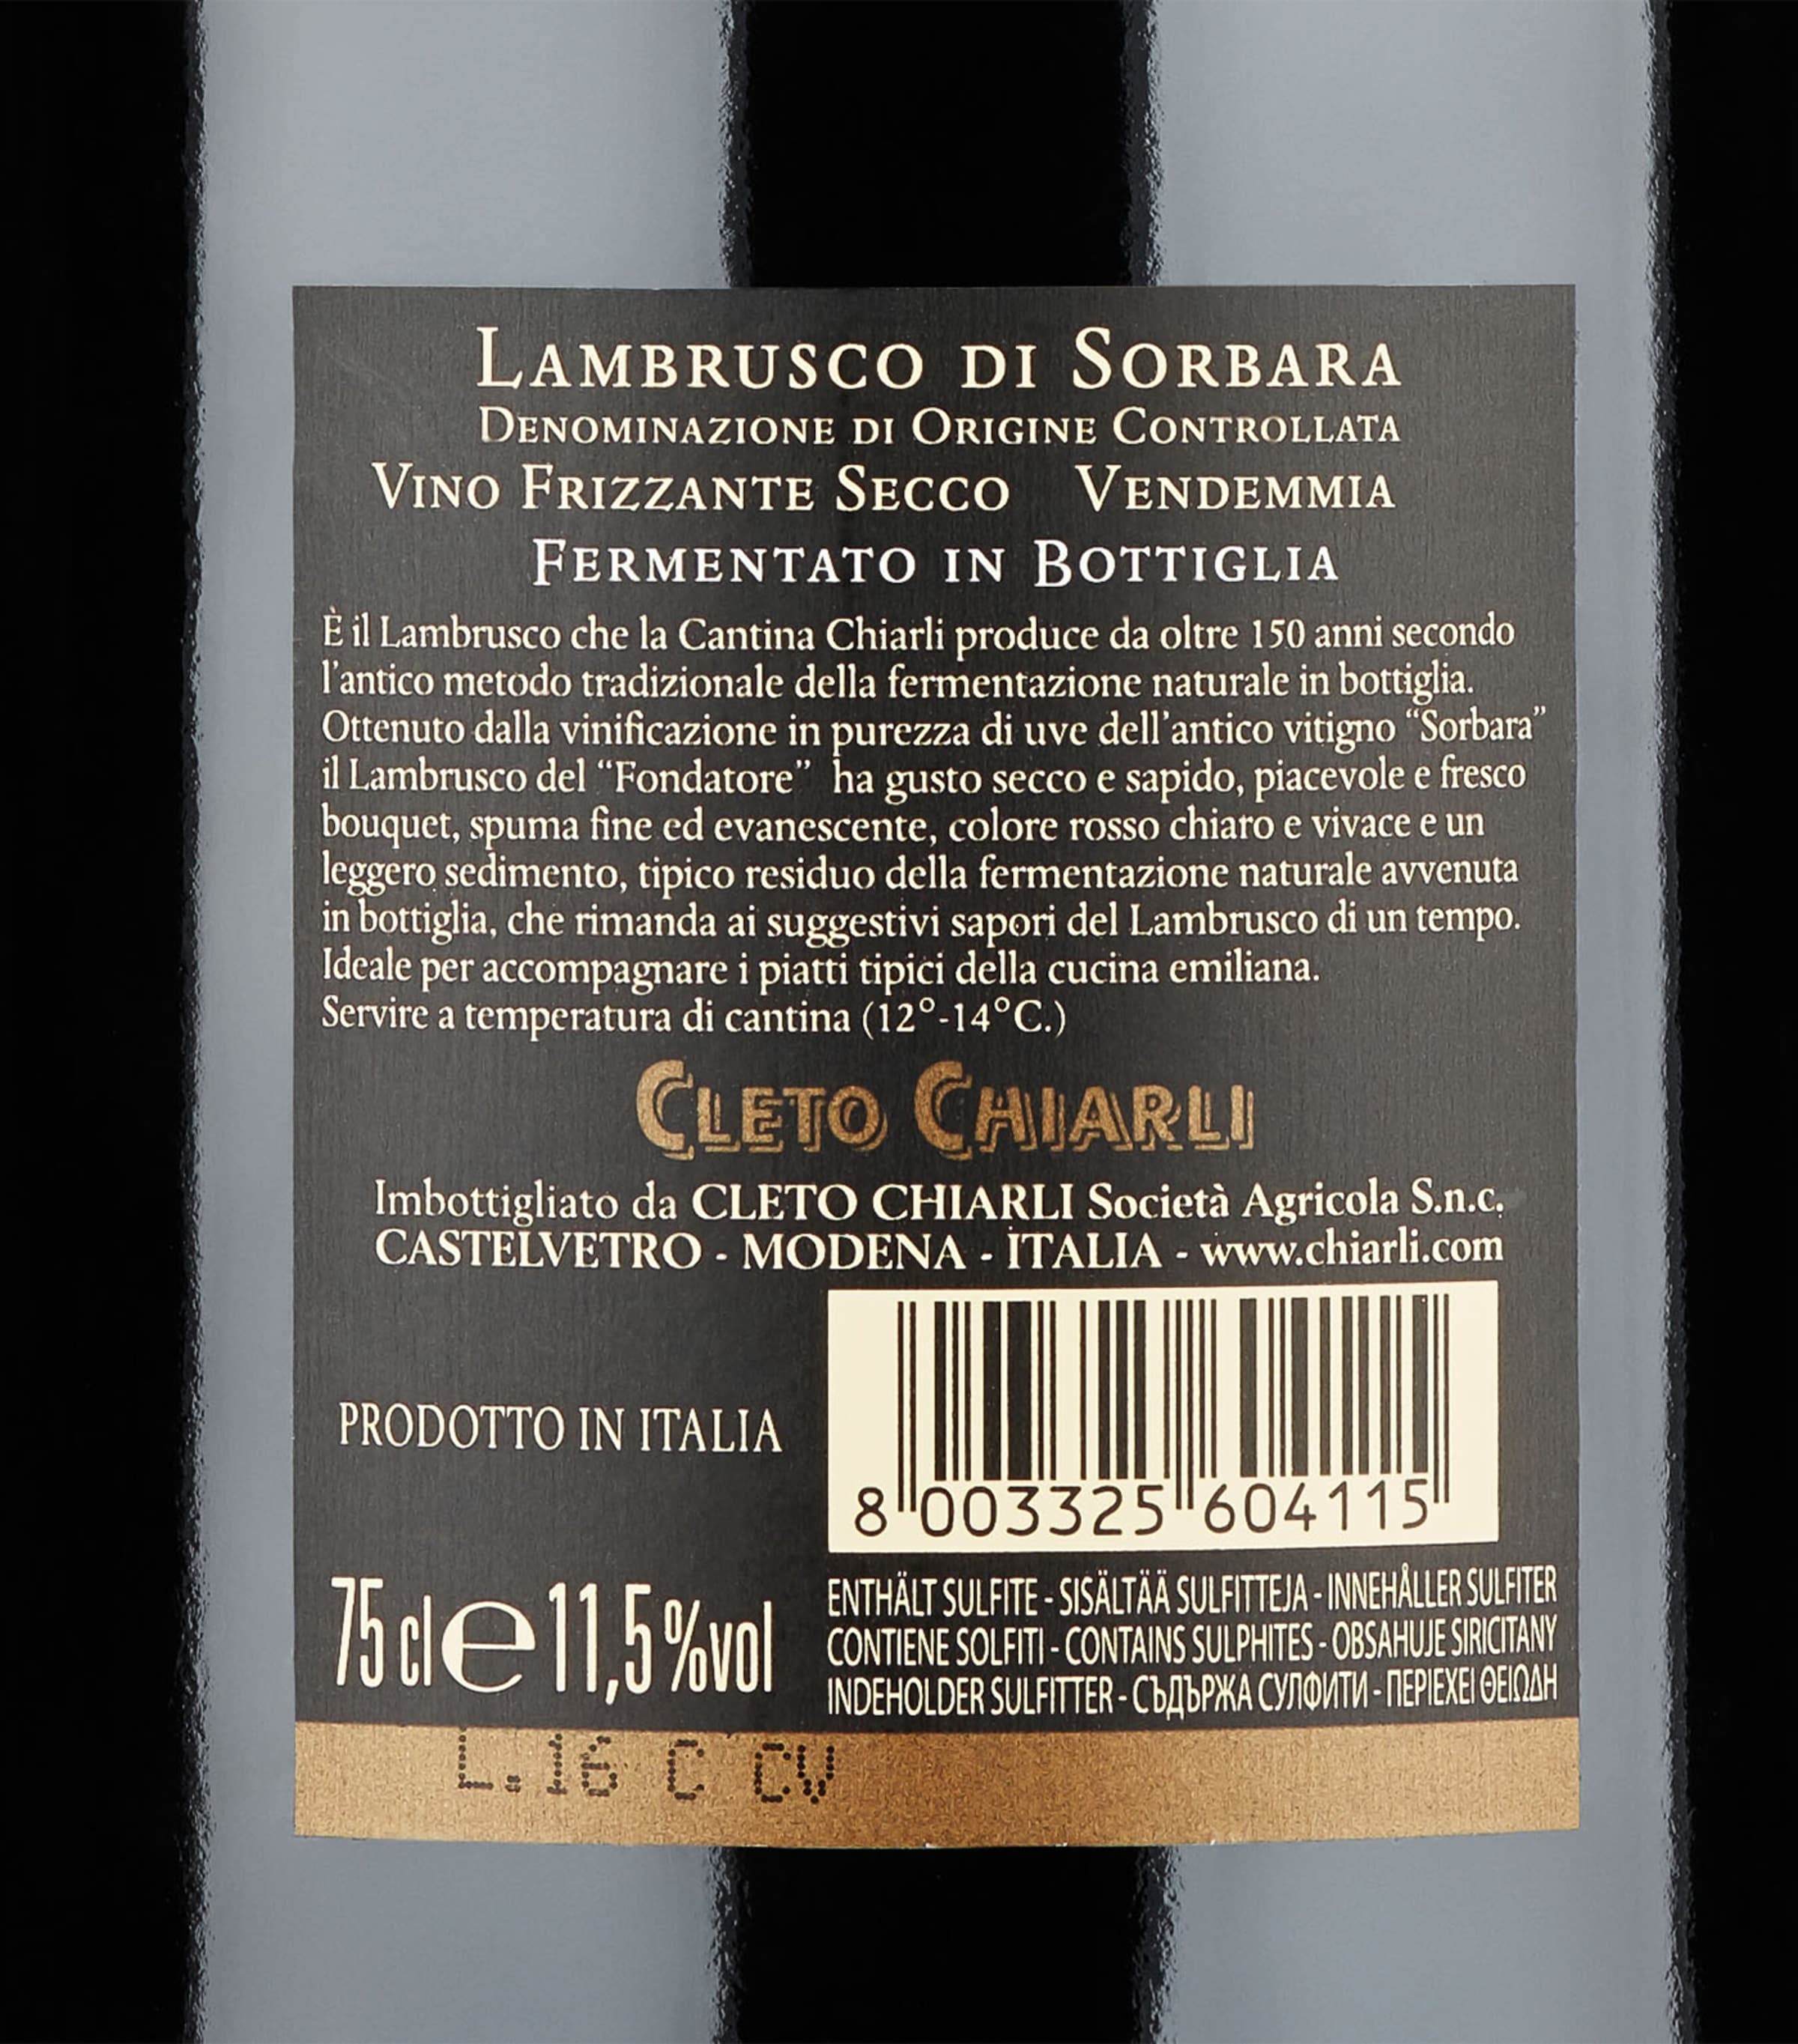 Lambrusco di Sorbara
Denominazione di Origine Controllata
Vino Frizzante Secco Vendemmia
Fermentato in Bottiglia
È il Lambrusco che la Cantina Chiarli produce da oltre 150 anni secondo
l'antico metodo tradizionale della fermentazione naturale in bottiglia.
Ottenuto dalla vinificazione in purezza di uve dell'antico vitigno “Sorbara”
il Lambrusco del “Fondatore” ha gusto secco e sapido, piacevole e fresco
bouquet, spuma fine ed evanescente, colore rosso chiaro e vivace e un
leggero sedimento, tipico residuo della fermentazione naturale avvenuta
in bottiglia, che rimanda ai suggestivi sapori del Lambrusco di un tempo.
Ideale per accompagnare i piatti tipici della cucina emiliana.
Servire a temperatura di cantina (12°-14°C.)
Cleto Chiarli
Imbottigliato da CLETO CHIARLI Società Agricola S.n.c.
CASTELVETRO - MODENA - ITALIA - www.chiarli.com
PRODOTTO IN ITALIA
8 003325 604115
75 cl e 11,5 %vol
ENTHÄLT SULFITE - SISÄLTÄÄ SULFITTEJA - INNEHÅLLER SULFITER
CONTIENE SOLFITI - CONTAINS SULPHITES - OBSAHUJE SIRICITANY
INDEHOLDER SULFITTER - СЪДЪРЖА СУЛФИТИ - ΠΕΡΙΕΧΕΙ ΘΕΙΩΔΗ
L.16 C CV